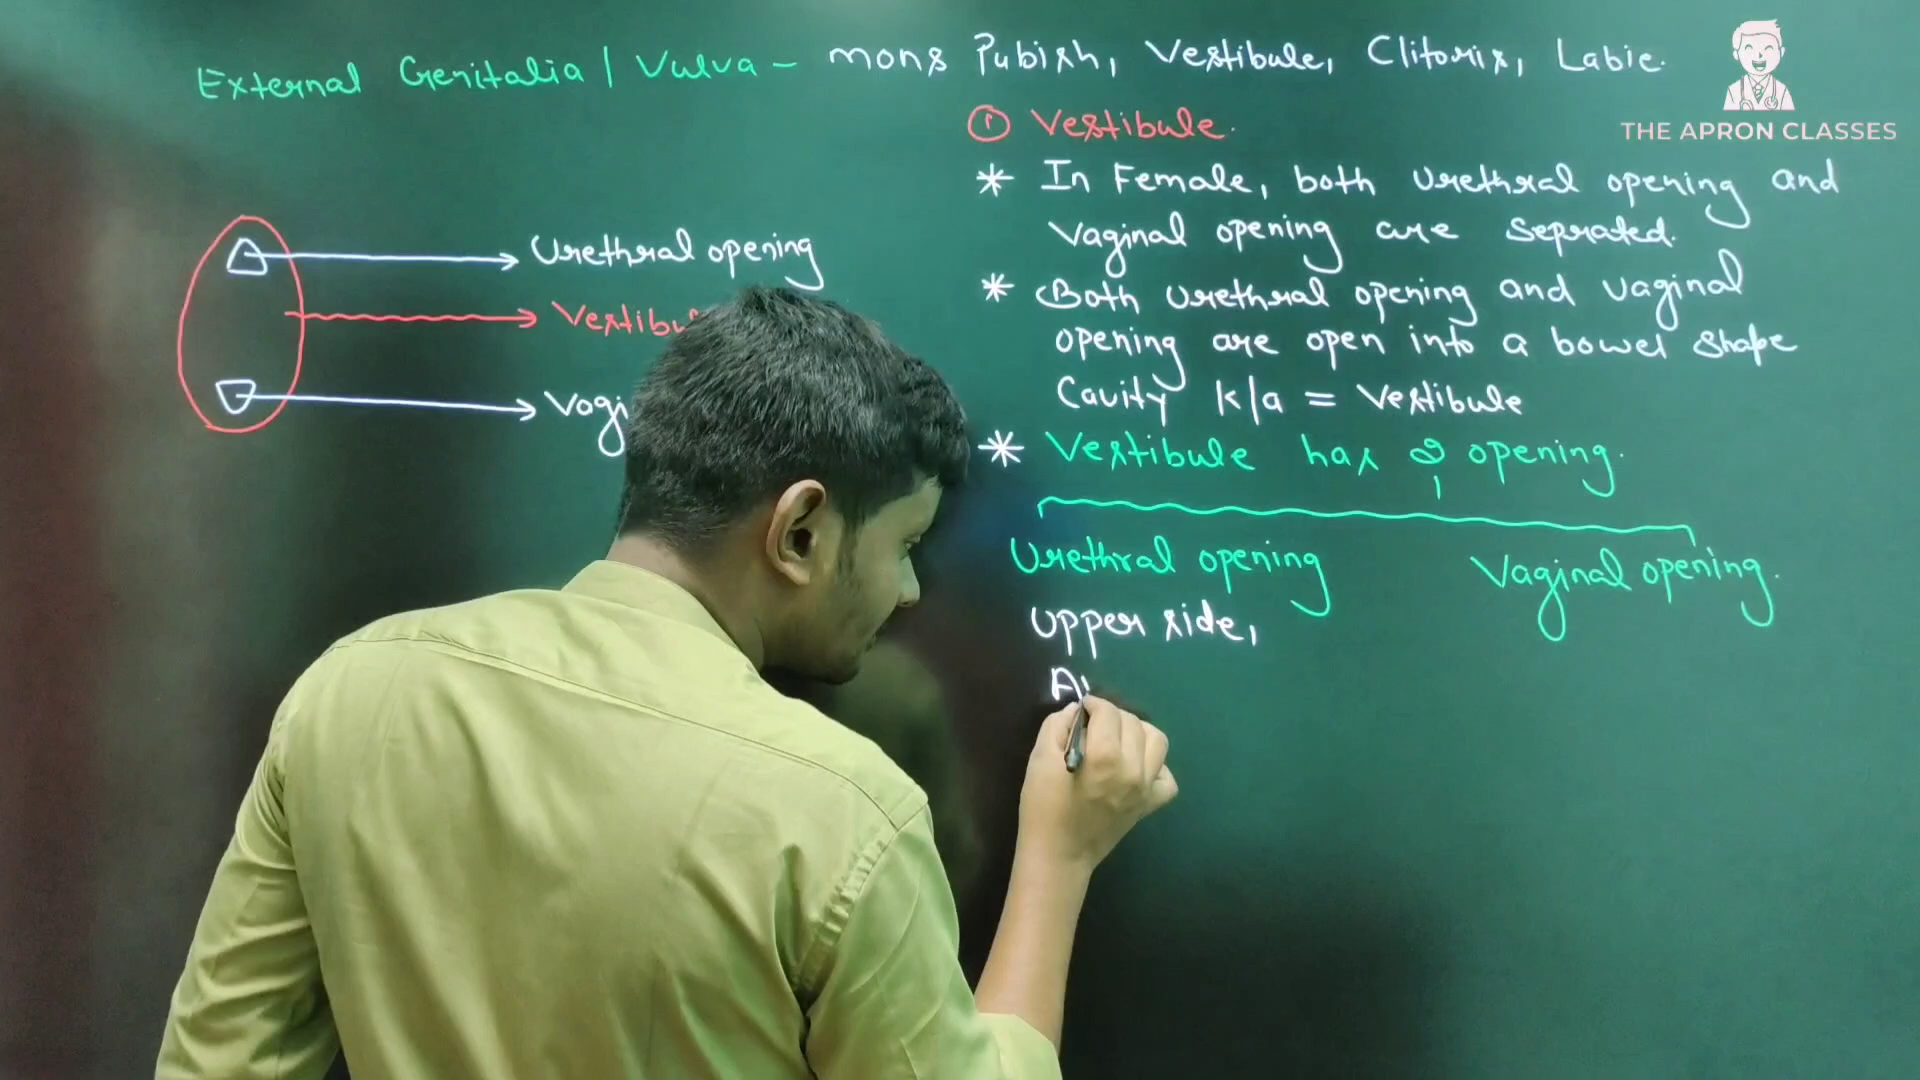 External Genitalia / Vulva - mons Pubish, Vestibule, Clitoris, Labie.
THE APRON CLASSES
① Vestibule.
* In Female, both urethral opening and
vaginal opening are seprated.
* Both urethral opening and vaginal
opening are open into a bowel shape
Cavity k/a = Vestibule
* Vestibule has 2 opening.
Urethral opening
Vaginal opening.
Upper side,
Urethral opening